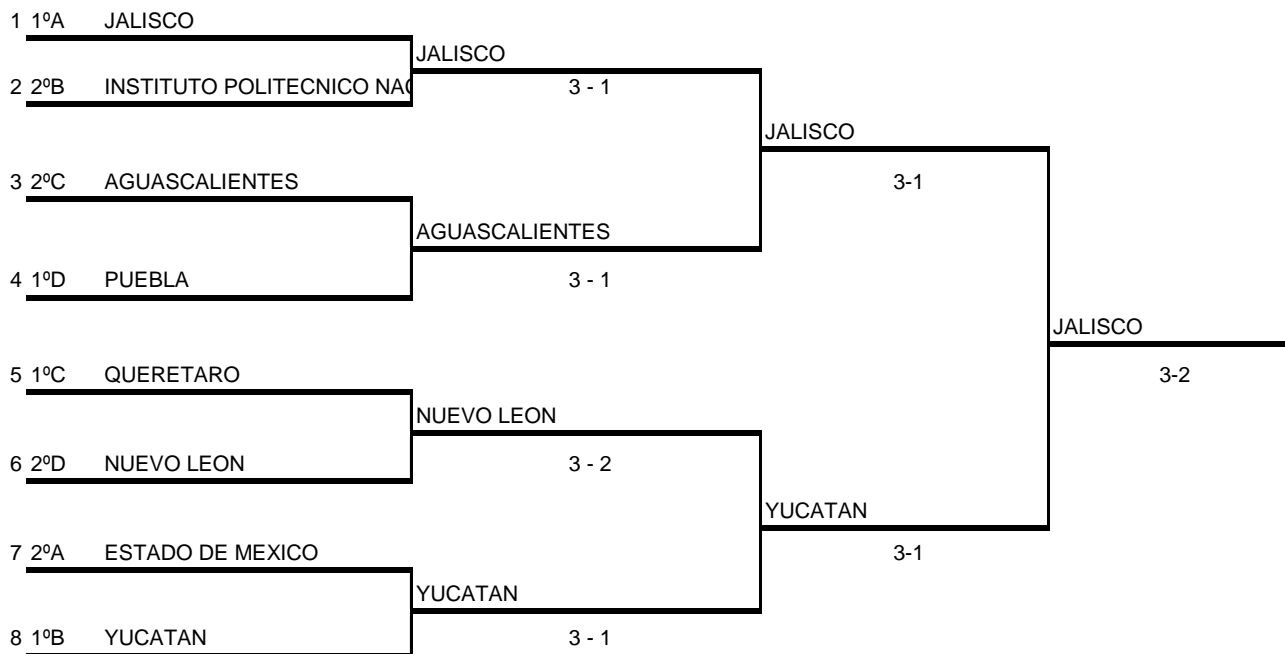 1 1ºA JALISCO
JALISCO
2 2ºB INSTITUTO POLITECNICO
3 - 1
JALISCO
3 2ºC AGUASCALIENTES
3-1
AGUASCALIENTES
4 1ºD PUEBLA
3 - 1
JALISCO
5 1ºC QUERETARO
3-2
NUEVO LEON
6 2ºD NUEVO LEON
3 - 2
YUCATAN
7 2ºA ESTADO DE MEXICO
3-1
YUCATAN
8 1ºB YUCATAN
3 - 1